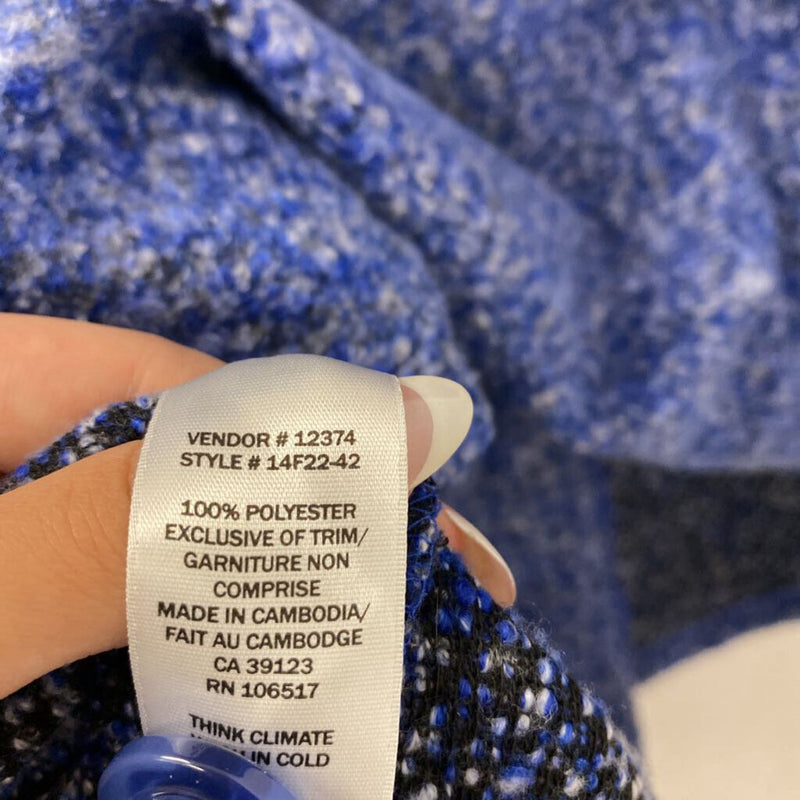 VENDOR # 12374
STYLE # 14F22-42
100% POLYESTER
EXCLUSIVE OF TRIM/
GARNITURE NON
COMPRISE
MADE IN CAMBODIA/
FAIT AU CAMBODGE
CA 39123
RN 106517
THINK CLIMATE
IN COLD